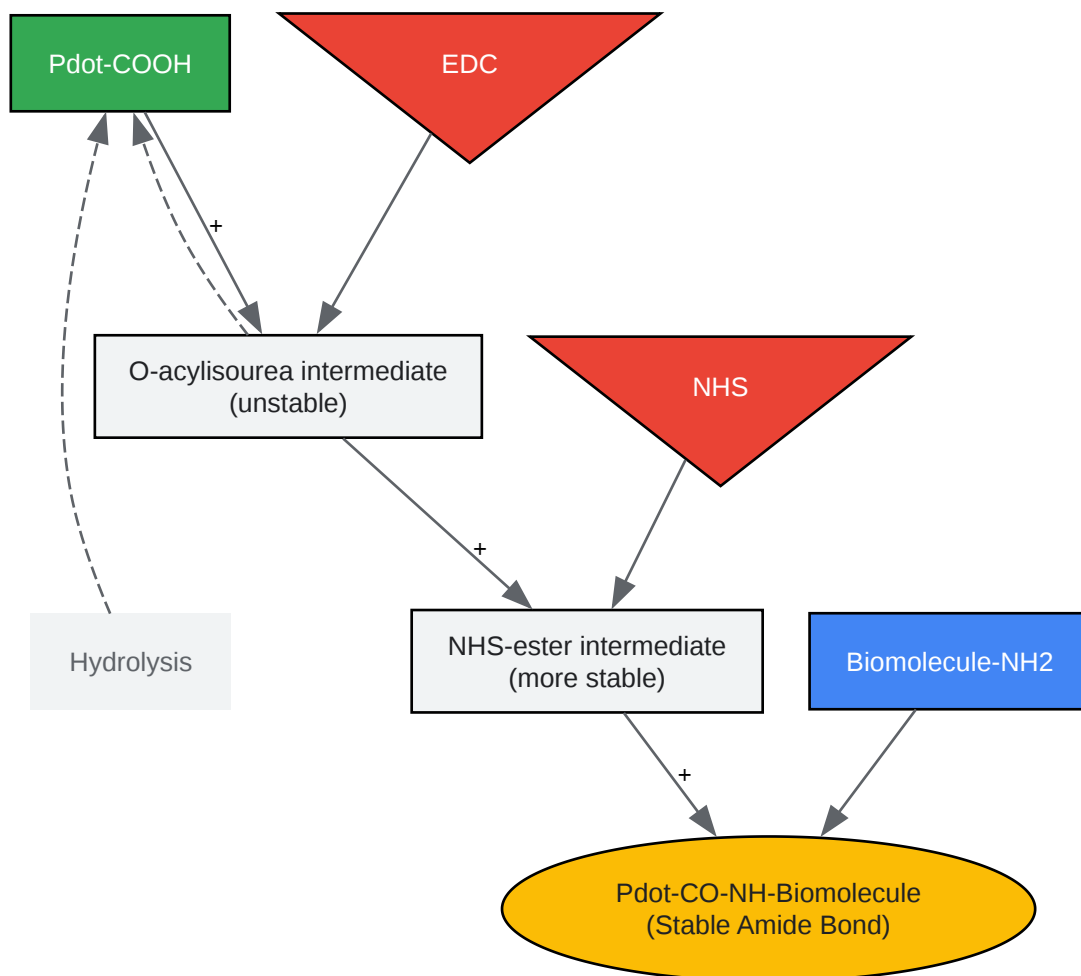 Pdot-COOH
EDC
+
O-acylisourea intermediate
(unstable)
NHS
+
Hydrolysis
NHS-ester intermediate
(more stable)
Biomolecule-NH2
+
Pdot-CO-NH-Biomolecule
(Stable Amide Bond)